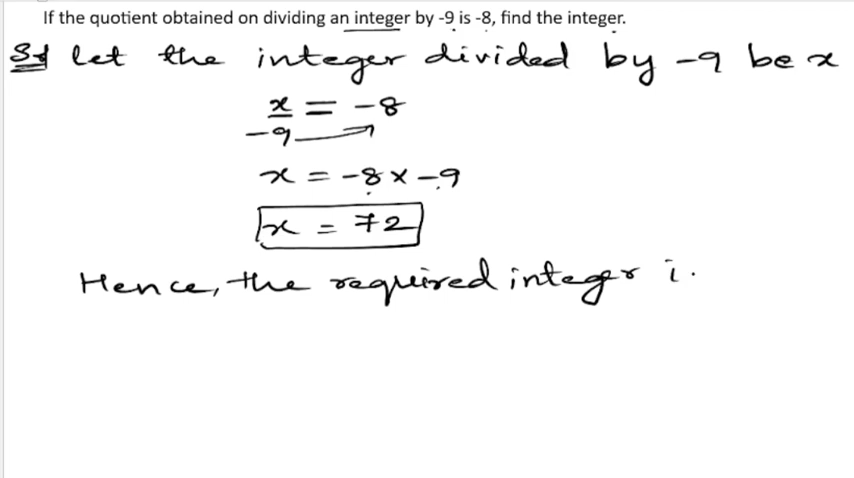 If the quotient obtained on dividing an integer by -9 is -8, find the integer.
Sol let the integer divided by -9 be x
x/-9 = -8
x = -8 x -9
x = 72
Hence, the required integer i.